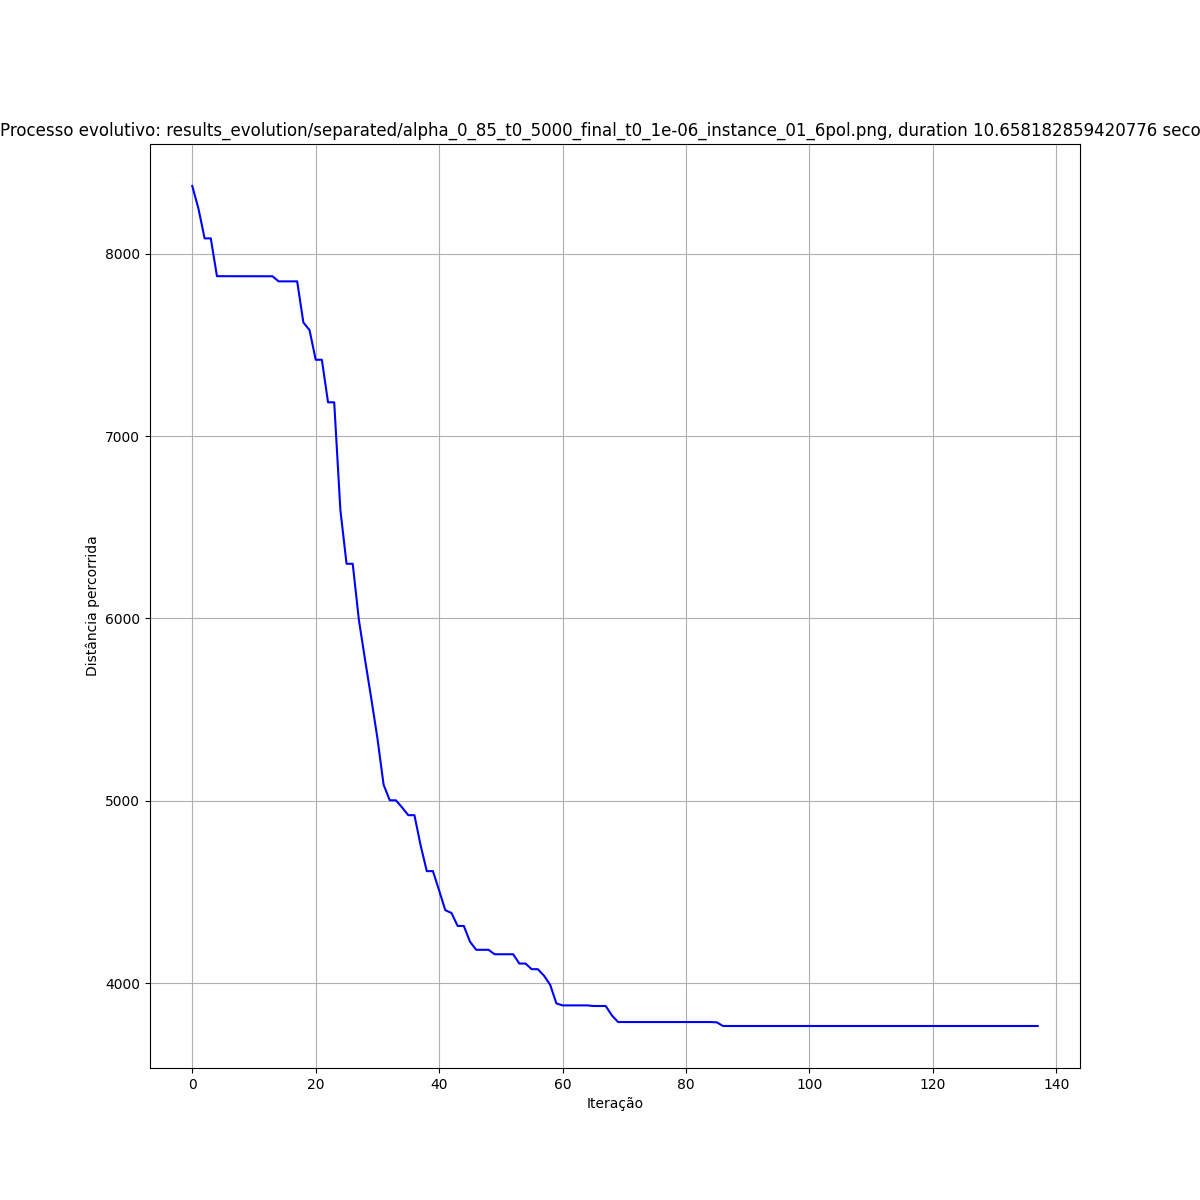 Processo evolutivo: results_evolution/separated/alpha_0_85_t0_5000_final_t0_1e-06_instance_01_6pol.png, duration 10.658182859420776 seco
8000
7000
6000
5000
4000
Distância percorrida
0 20 40 60 80 100 120 140
Iteração